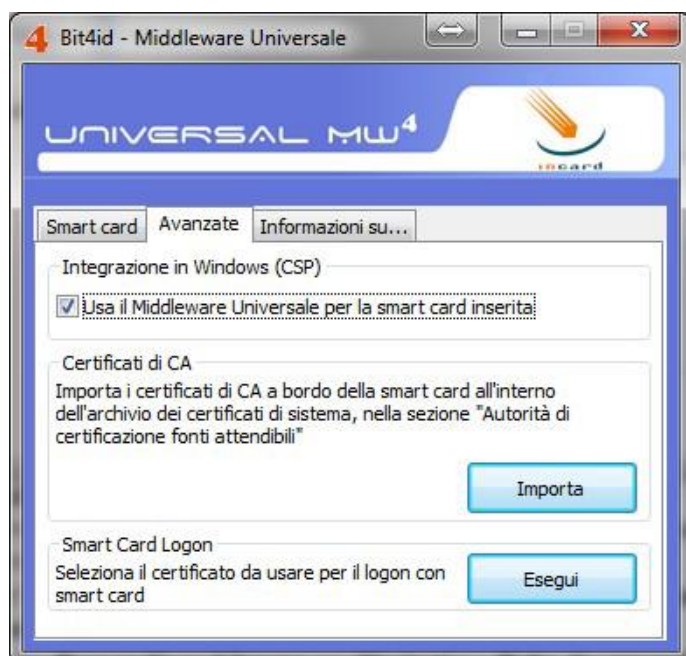 4 Bit4id - Middleware Universale
UNIVERSAL MW4
incard
Smart card Avanzate Informazioni su...
Integrazione in Windows (CSP)
Usa il Middleware Universale per la smart card inserita
Certificati di CA
Importa i certificati di CA a bordo della smart card all'interno
dell'archivio dei certificati di sistema, nella sezione "Autorità di
certificazione fonti attendibili"
Importa
Smart Card Logon
Seleziona il certificato da usare per il logon con
smart card
Esegui